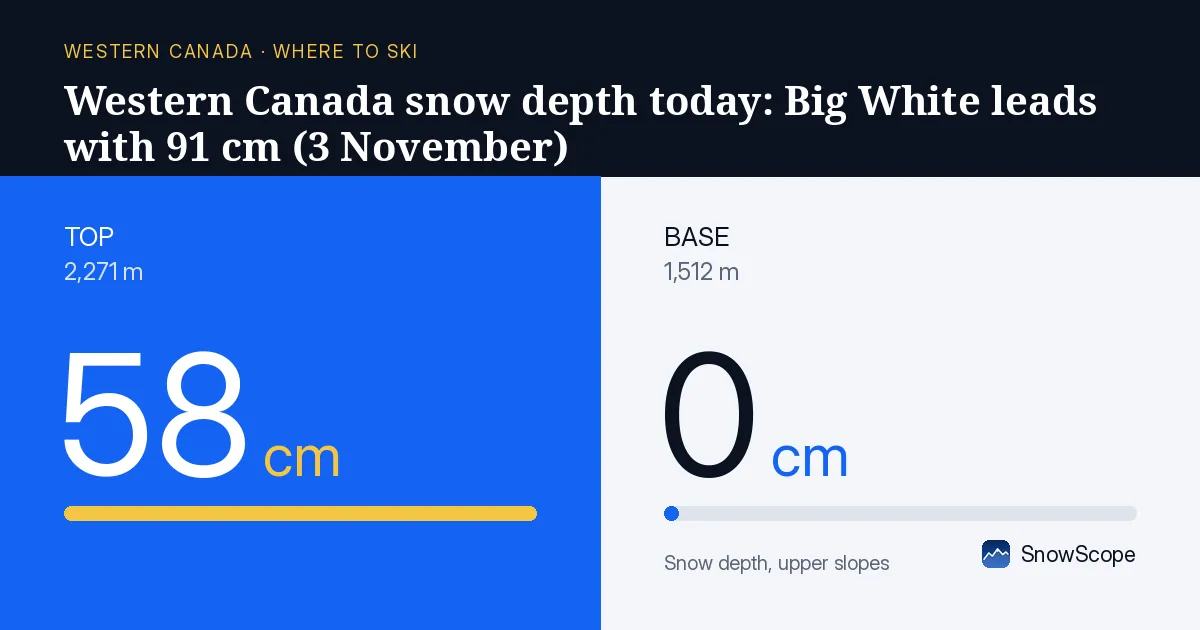 WESTERN CANADA · WHERE TO SKI
Western Canada snow depth today: Big White leads
with 91 cm (3 November)
TOP
2,271 m
58 cm
BASE
1,512 m
0 cm
Snow depth, upper slopes
SnowScope